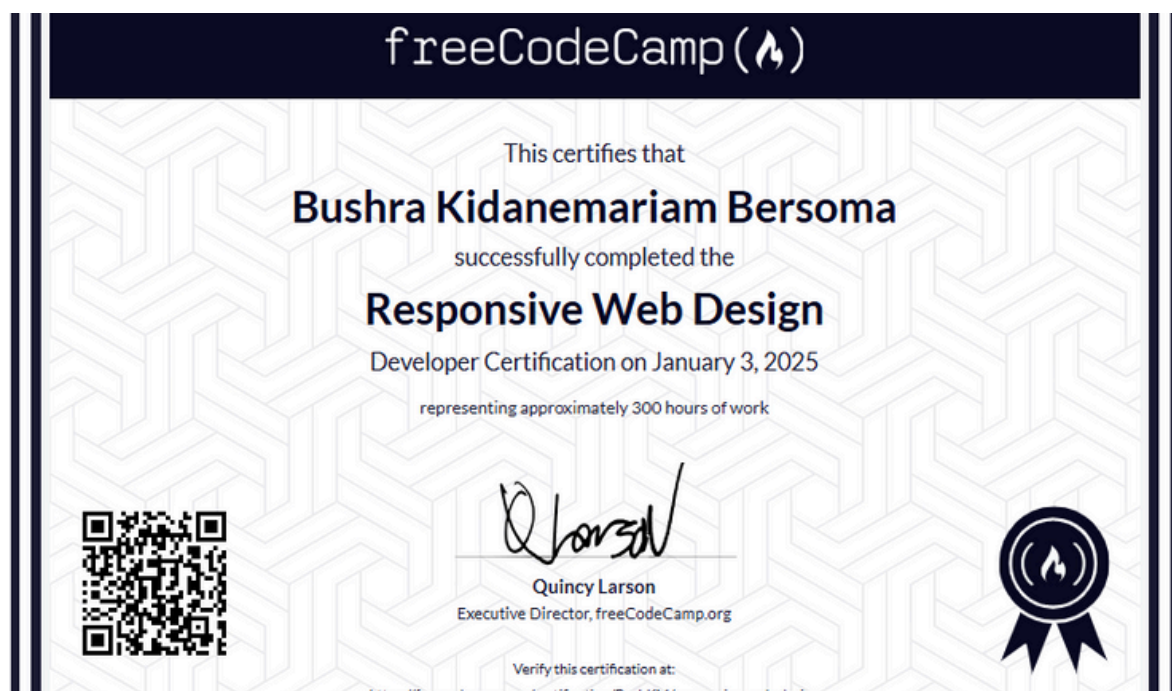 freeCodeCamp
This certifies that
Bushra Kidanemariam Bersoma
successfully completed the
Responsive Web Design
Developer Certification on January 3, 2025
representing approximately 300 hours of work
QLarson
Quincy Larson
Executive Director, freeCodeCamp.org
Verify this certification at: